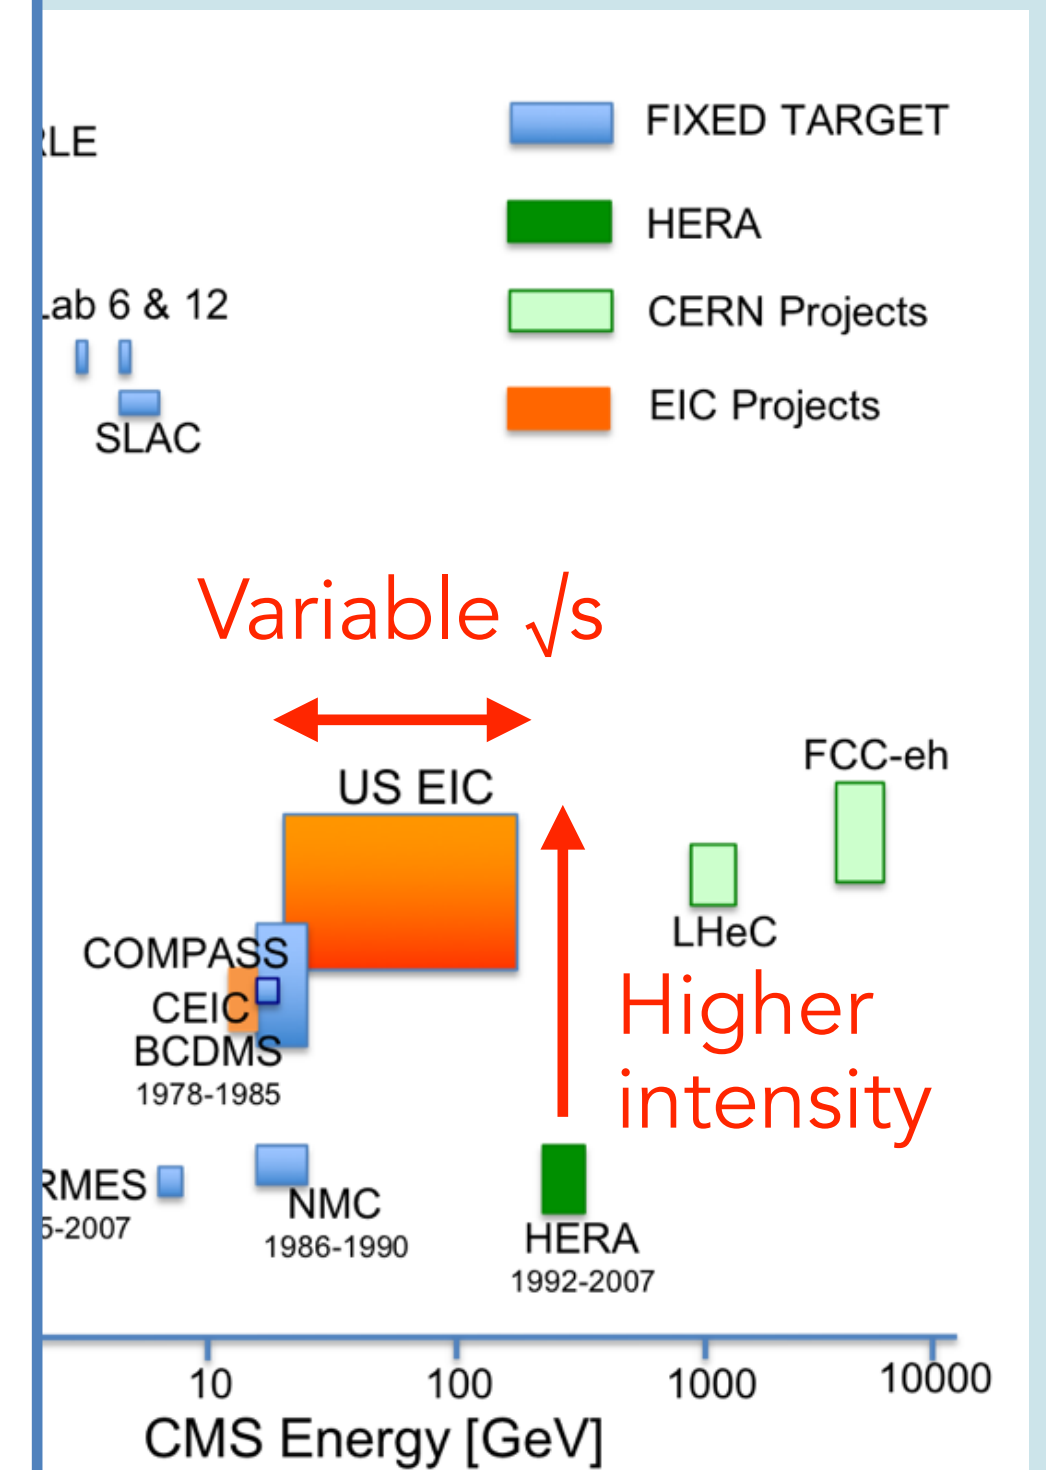 RLE
FIXED TARGET
HERA
CERN Projects
EIC Projects
Lab 6 & 12
SLAC
Variable √s
US EIC
FCC-eh
LHeC
COMPASS
CEIC
BCDMS
1978-1985
Higher
intensity
RMES
5-2007
NMC
1986-1990
HERA
1992-2007
10 100 1000 10000
CMS Energy [GeV]